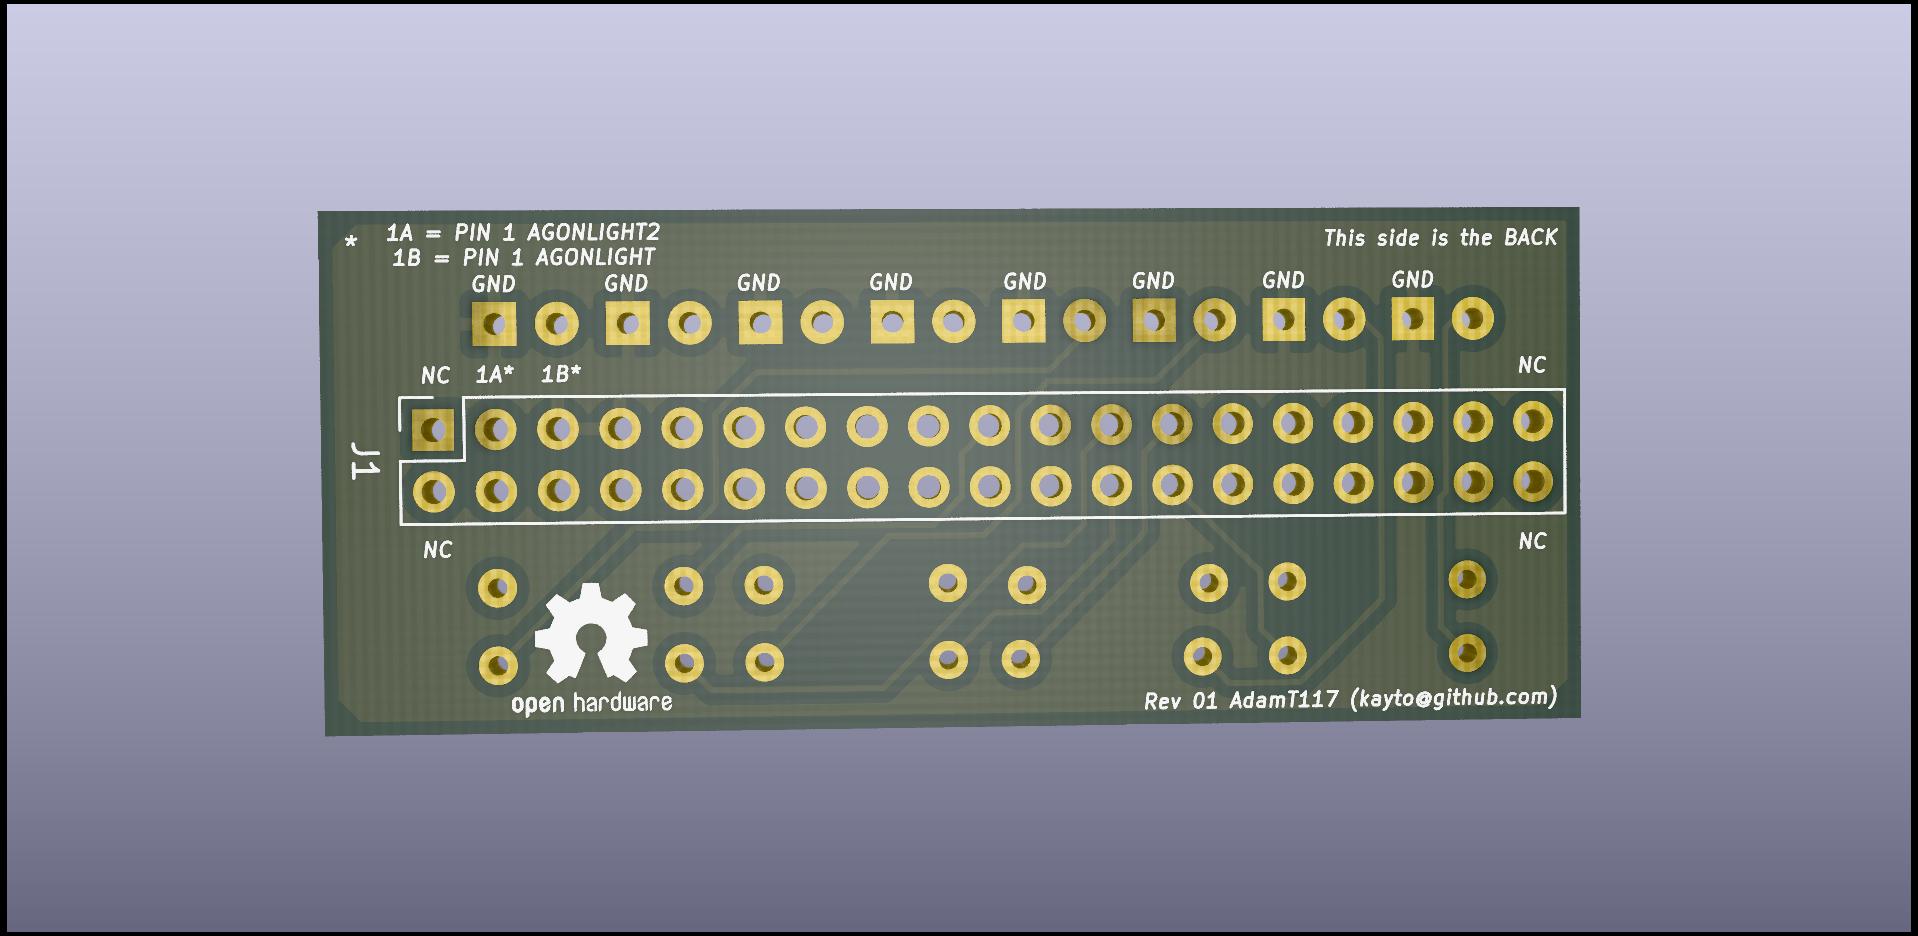 * 1A = PIN 1 AGONLIGHT2
1B = PIN 1 AGONLIGHT
This side is the BACK
GND GND GND GND GND GND GND GND
NC 1A* 1B* NC
J1
NC NC
open hardware
Rev 01 AdamT117 (kayto@github.com)